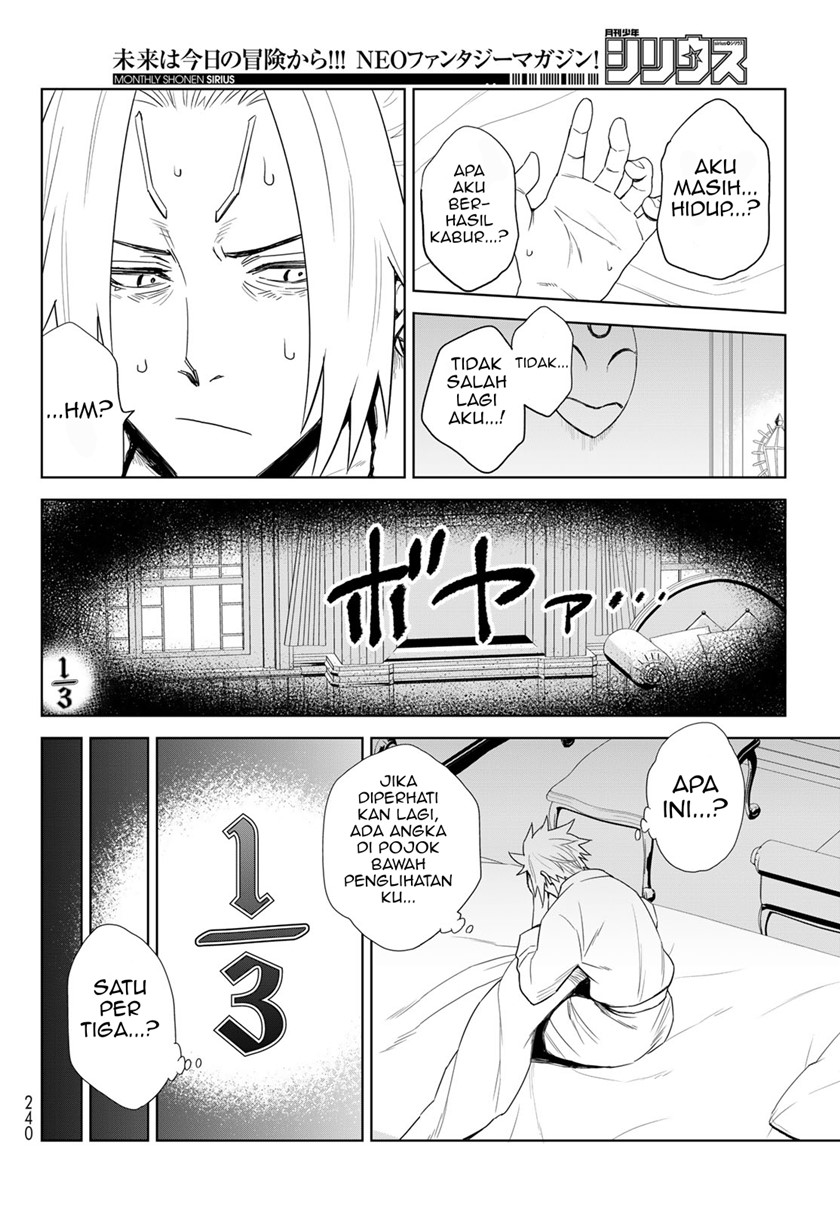 未来は今日の冒険から!!! NEOファンタジーマガジン!
月刊少年
シリウス
MONTHLY SHONEN SIRIUS
AKU
MASIH...
HIDUP...?
APA
AKU
BER-
HASIL
KABUR...?
TIDAK...
TIDAK
SALAH
LAGI
AKU...!
...HM?
ボヤァ・・・
1
3
APA
INI...?
JIKA
DIPERHATI
KAN LAGI,
ADA ANGKA
DI POJOK
BAWAH
PENGLIHATAN
KU...
1
3
SATU
PER
TIGA...?
240